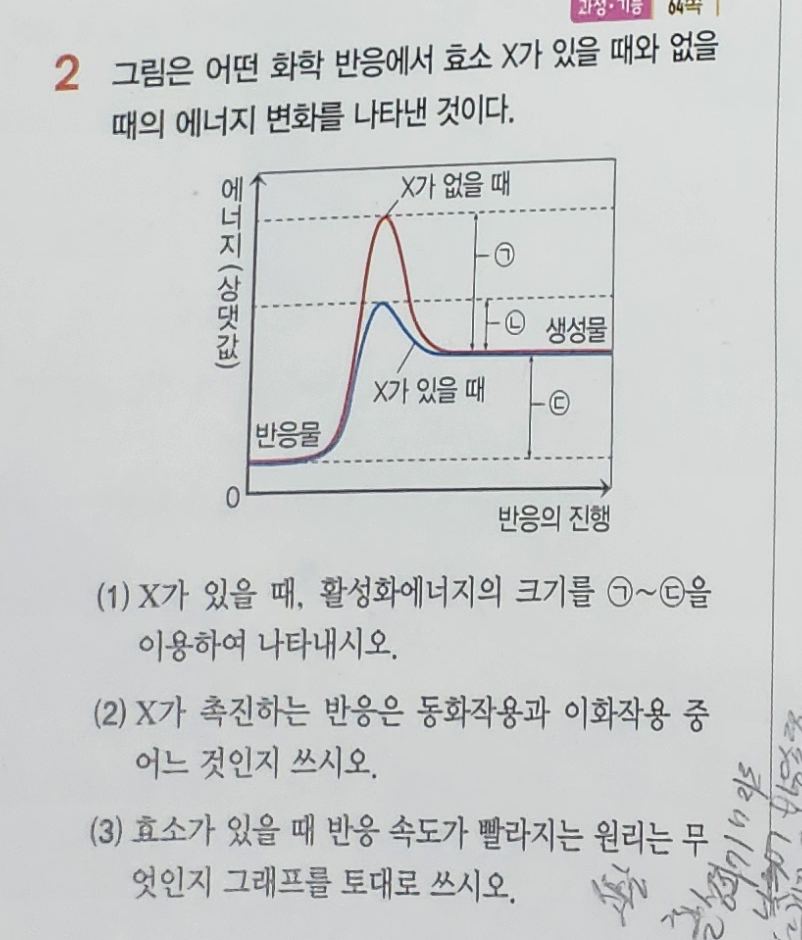 과정·기능 64쪽
2 그림은 어떤 화학 반응에서 효소 X가 있을 때와 없을
때의 에너지 변화를 나타낸 것이다.
에너지(상댓값)
X가 없을 때
㉠
㉡ 생성물
X가 있을 때
㉢
반응물
0
반응의 진행
(1) X가 있을 때, 활성화에너지의 크기를 ㉠~㉢을
이용하여 나타내시오.
(2) X가 촉진하는 반응은 동화작용과 이화작용 중
어느 것인지 쓰시오.
(3) 효소가 있을 때 반응 속도가 빨라지는 원리는 무
엇인지 그래프를 토대로 쓰시오.